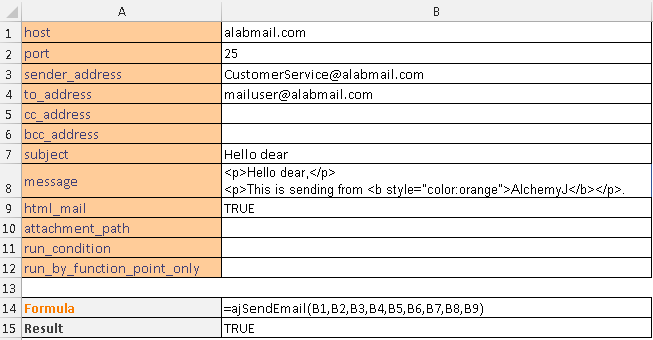 A B
1 host alabmail.com
2 port 25
3 sender_address CustomerService@alabmail.com
4 to_address mailuser@alabmail.com
5 cc_address
6 bcc_address
7 subject Hello dear
8 message <p>Hello dear,</p>
<p>This is sending from <b style="color:orange">AlchemyJ</b></p>.
9 html_mail TRUE
10 attachment_path
11 run_condition
12 run_by_function_point_only
13
14 Formula =ajSendEmail(B1,B2,B3,B4,B5,B6,B7,B8,B9)
15 Result TRUE